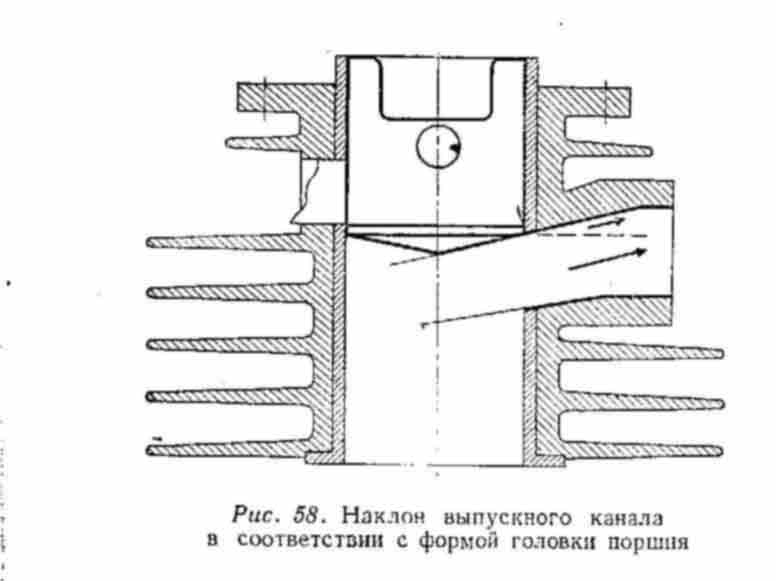 Рис. 58. Наклон выпускного канала
в соответствии с формой головки поршня